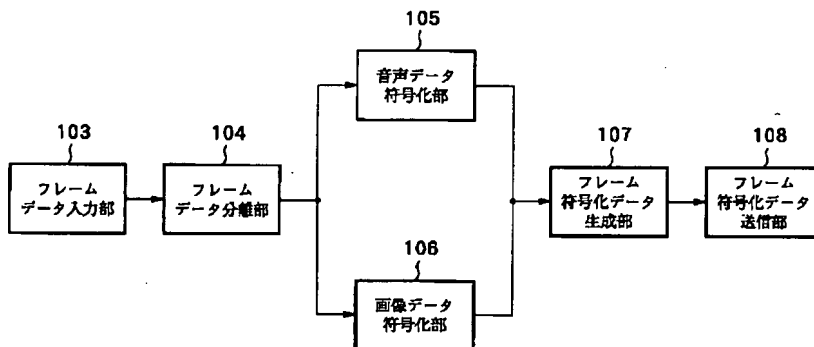 105
音声データ
符号化部
103
フレーム
データ入力部
104
フレーム
データ分離部
107
フレーム
符号化データ
生成部
108
フレーム
符号化データ
送信部
106
画像データ
符号化部